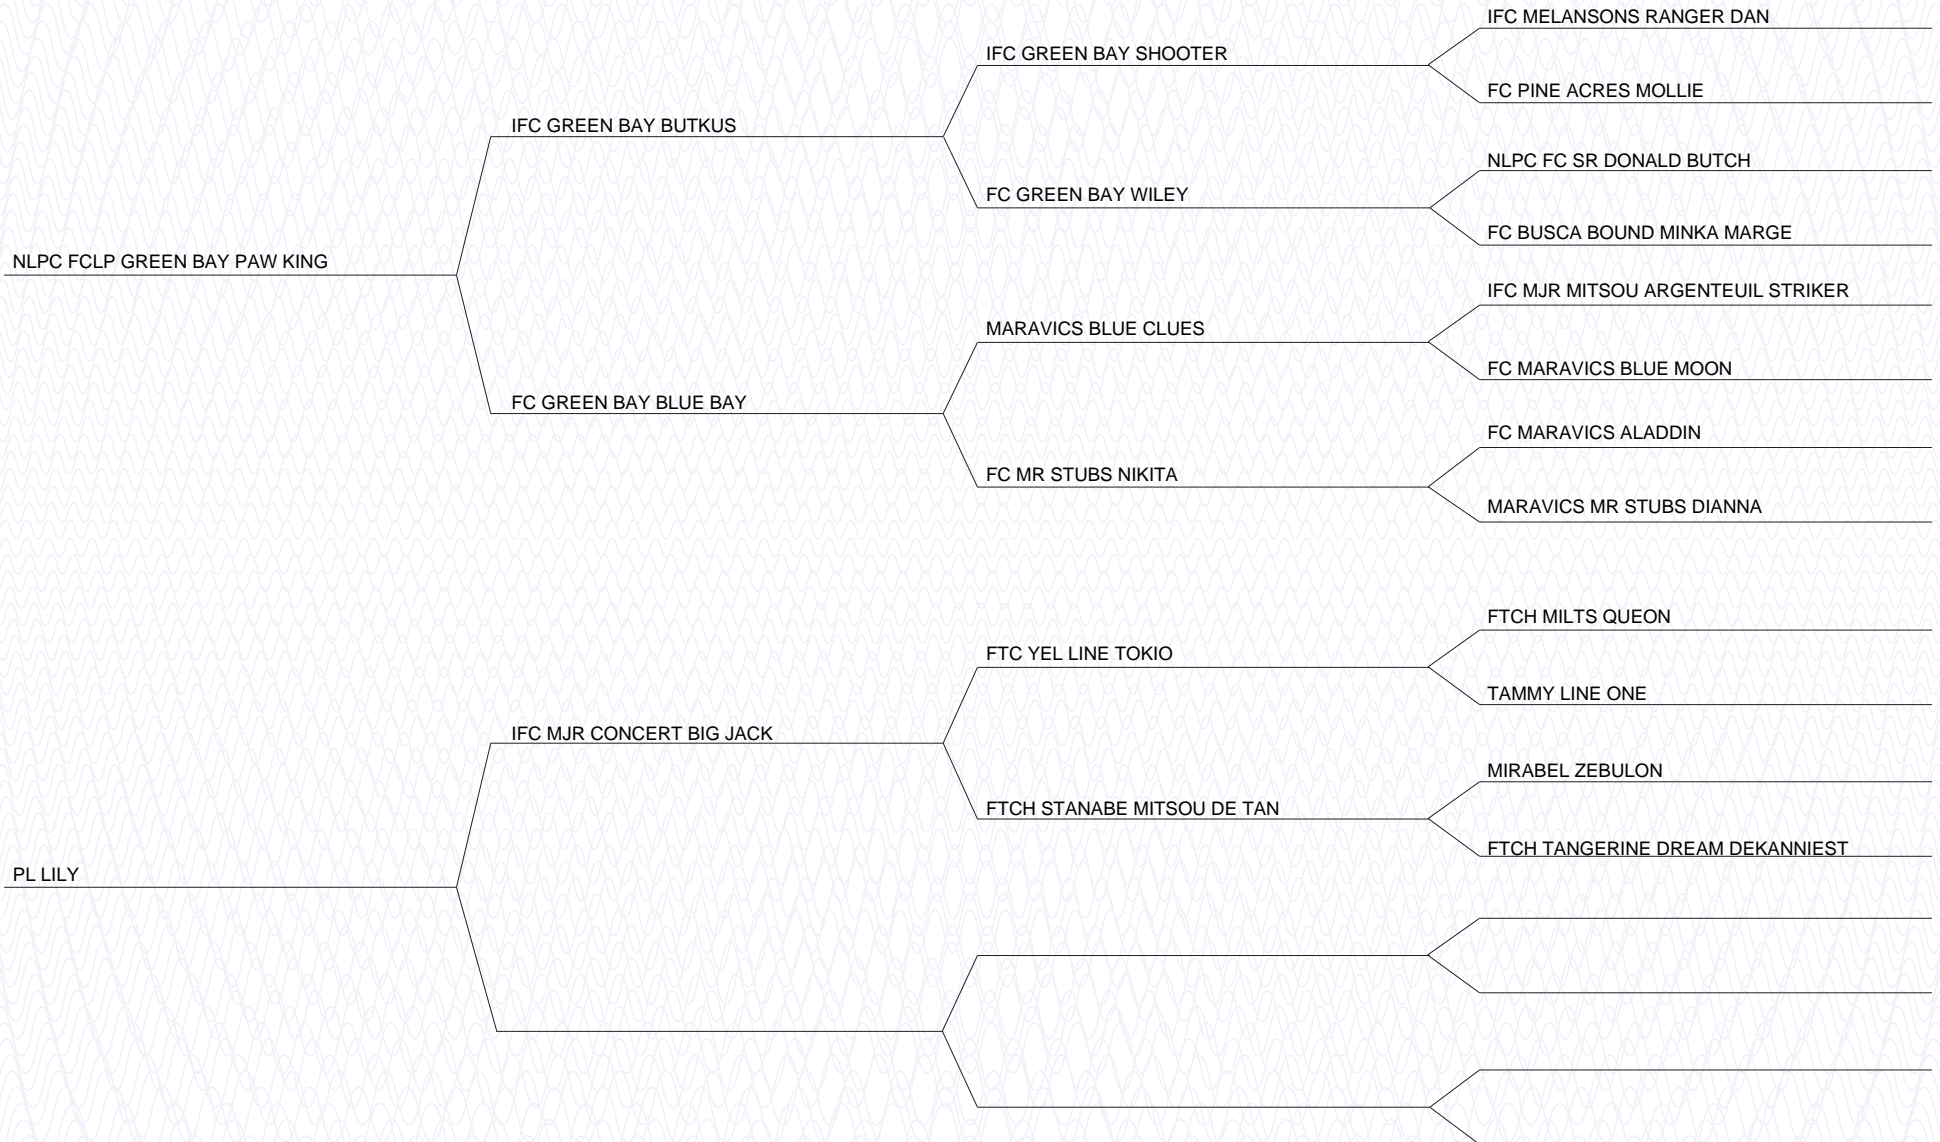 IFC MELANSONS RANGER DAN
IFC GREEN BAY SHOOTER
FC PINE ACRES MOLLIE
IFC GREEN BAY BUTKUS
NLPC FC SR DONALD BUTCH
FC GREEN BAY WILEY
FC BUSCA BOUND MINKA MARGE
NLPC FCLP GREEN BAY PAW KING
IFC MJR MITSOU ARGENTEUIL STRIKER
MARAVICS BLUE CLUES
FC MARAVICS BLUE MOON
FC GREEN BAY BLUE BAY
FC MARAVICS ALADDIN
FC MR STUBS NIKITA
MARAVICS MR STUBS DIANNA
FTCH MILTS QUEON
FTC YEL LINE TOKIO
TAMMY LINE ONE
IFC MJR CONCERT BIG JACK
MIRABEL ZEBULON
FTCH STANABE MITSOU DE TAN
FTCH TANGERINE DREAM DEKANNIEST
PL LILY